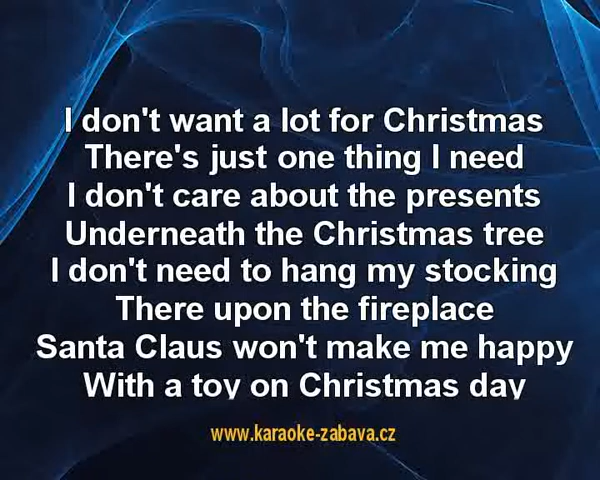 I don't want a lot for Christmas
There's just one thing I need
I don't care about the presents
Underneath the Christmas tree
I don't need to hang my stocking
There upon the fireplace
Santa Claus won't make me happy
With a toy on Christmas day
www.karaoke-zabava.cz